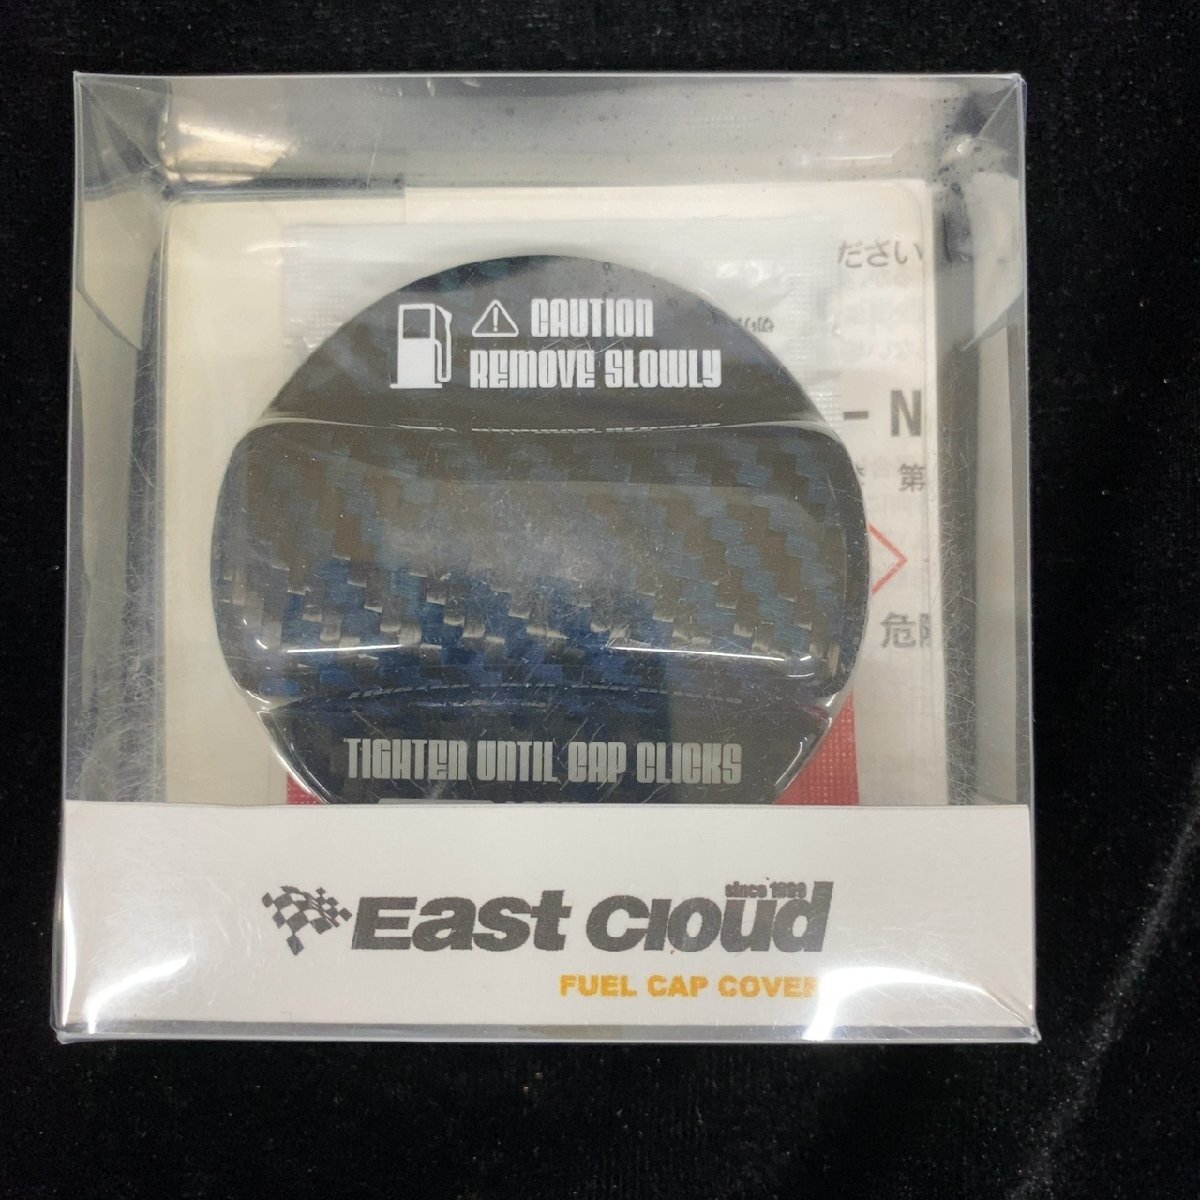 ださい
CAUTION
REMOVE SLOWLY
- N
第
危
TIGHTEN UNTIL CAP CLICKS
since 1999
East Cloud
FUEL CAP COVER